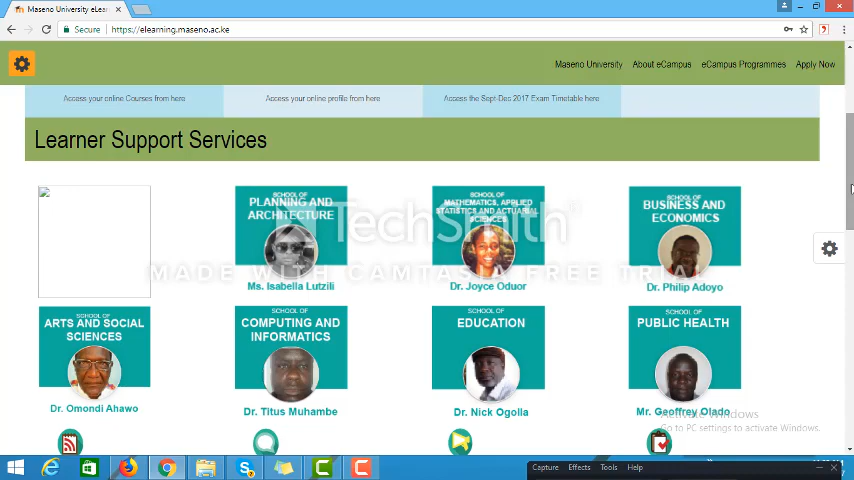 Maseno University eLear
Secure
https://elearning.maseno.ac.ke
Maseno University
About eCampus
eCampus Programmes
Apply Now
Access your online Courses from here
Access your online profile from here
Access the Sept-Dec 2017 Exam Timetable here
Learner Support Services
SCHOOL OF
PLANNING AND
ARCHITECTURE
Ms. Isabella Lutzili
SCHOOL OF
MATHEMATICS, APPLIED
STATISTICS AND ACTUARIAL
SCIENCES
Dr. Joyce Oduor
SCHOOL OF
BUSINESS AND
ECONOMICS
Dr. Philip Adoyo
TechSmith
MADE WITH CAMTASIA FREE TRIAL
SCHOOL OF
ARTS AND SOCIAL
SCIENCES
Dr. Omondi Ahawo
SCHOOL OF
COMPUTING AND
INFORMATICS
Dr. Titus Muhambe
SCHOOL OF
EDUCATION
Dr. Nick Ogolla
SCHOOL OF
PUBLIC HEALTH
Mr. Geoffrey Olado
Activate Windows
Go to PC settings to activate Windows.
Capture
Effects
Tools
Help